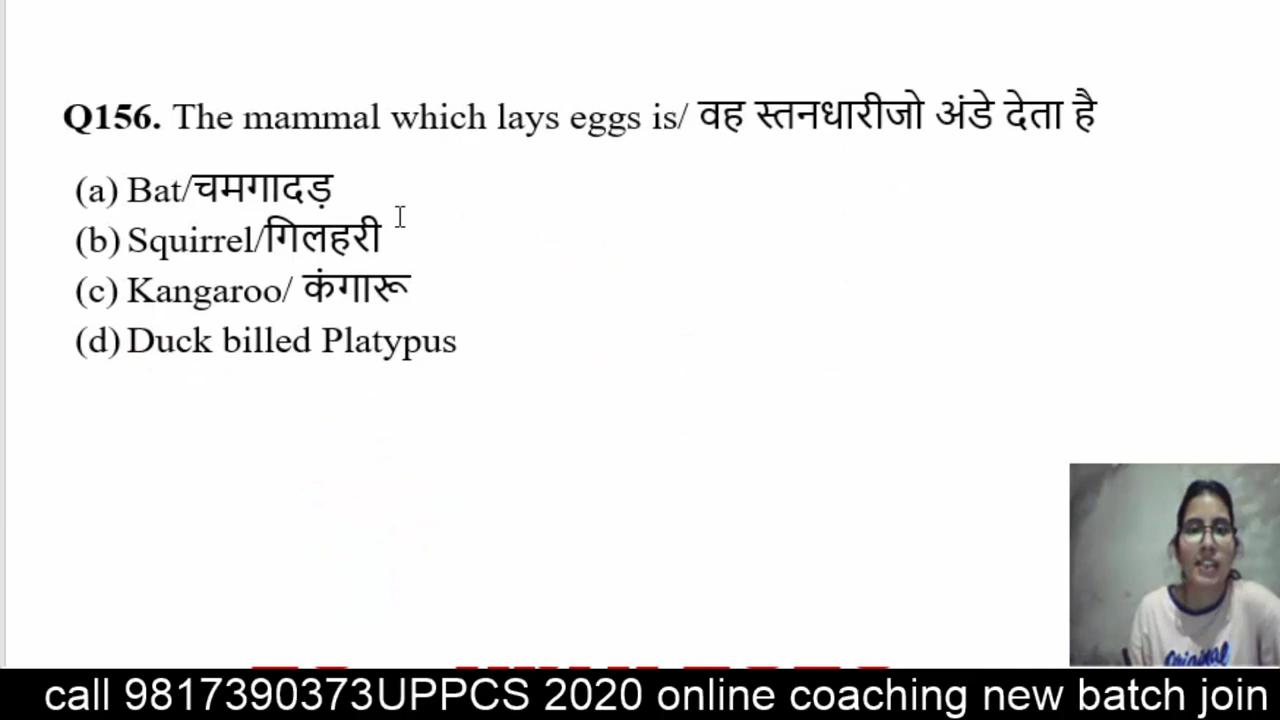 Q156. The mammal which lays eggs is/ वह स्तनधारीजो अंडे देता है
(a) Bat/चमगादड़
(b) Squirrel/गिलहरी
(c) Kangaroo/ कंगारू
(d) Duck billed Platypus
Original
call 9817390373UPPCS 2020 online coaching new batch join